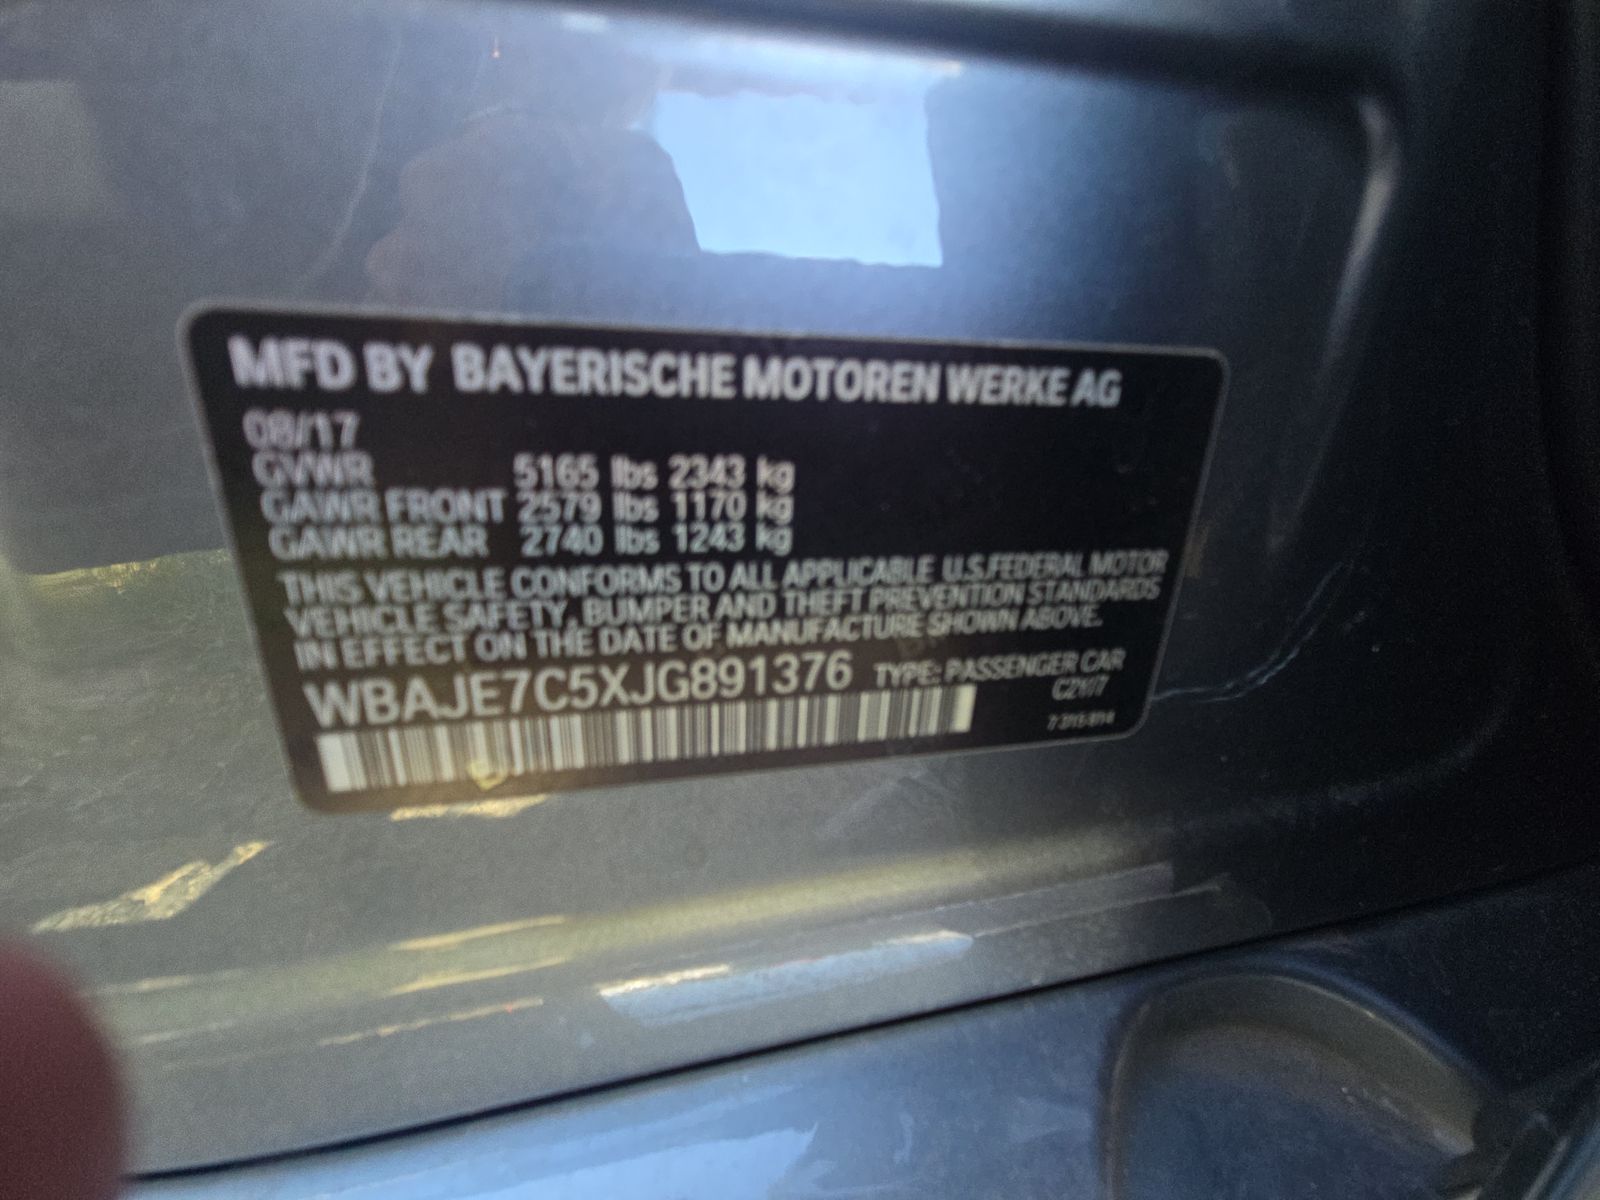 MFD BY BAYERISCHE MOTOREN WERKE AG
08/17
GVWR 5165 lbs 2343 kg
GAWR FRONT 2579 lbs 1170 kg
GAWR REAR 2740 lbs 1243 kg
THIS VEHICLE CONFORMS TO ALL APPLICABLE U.S.FEDERAL MOTOR
VEHICLE SAFETY, BUMPER AND THEFT PREVENTION STANDARDS
IN EFFECT ON THE DATE OF MANUFACTURE SHOWN ABOVE.
WBAJE7C5XJG891376 TYPE: PASSENGER CAR